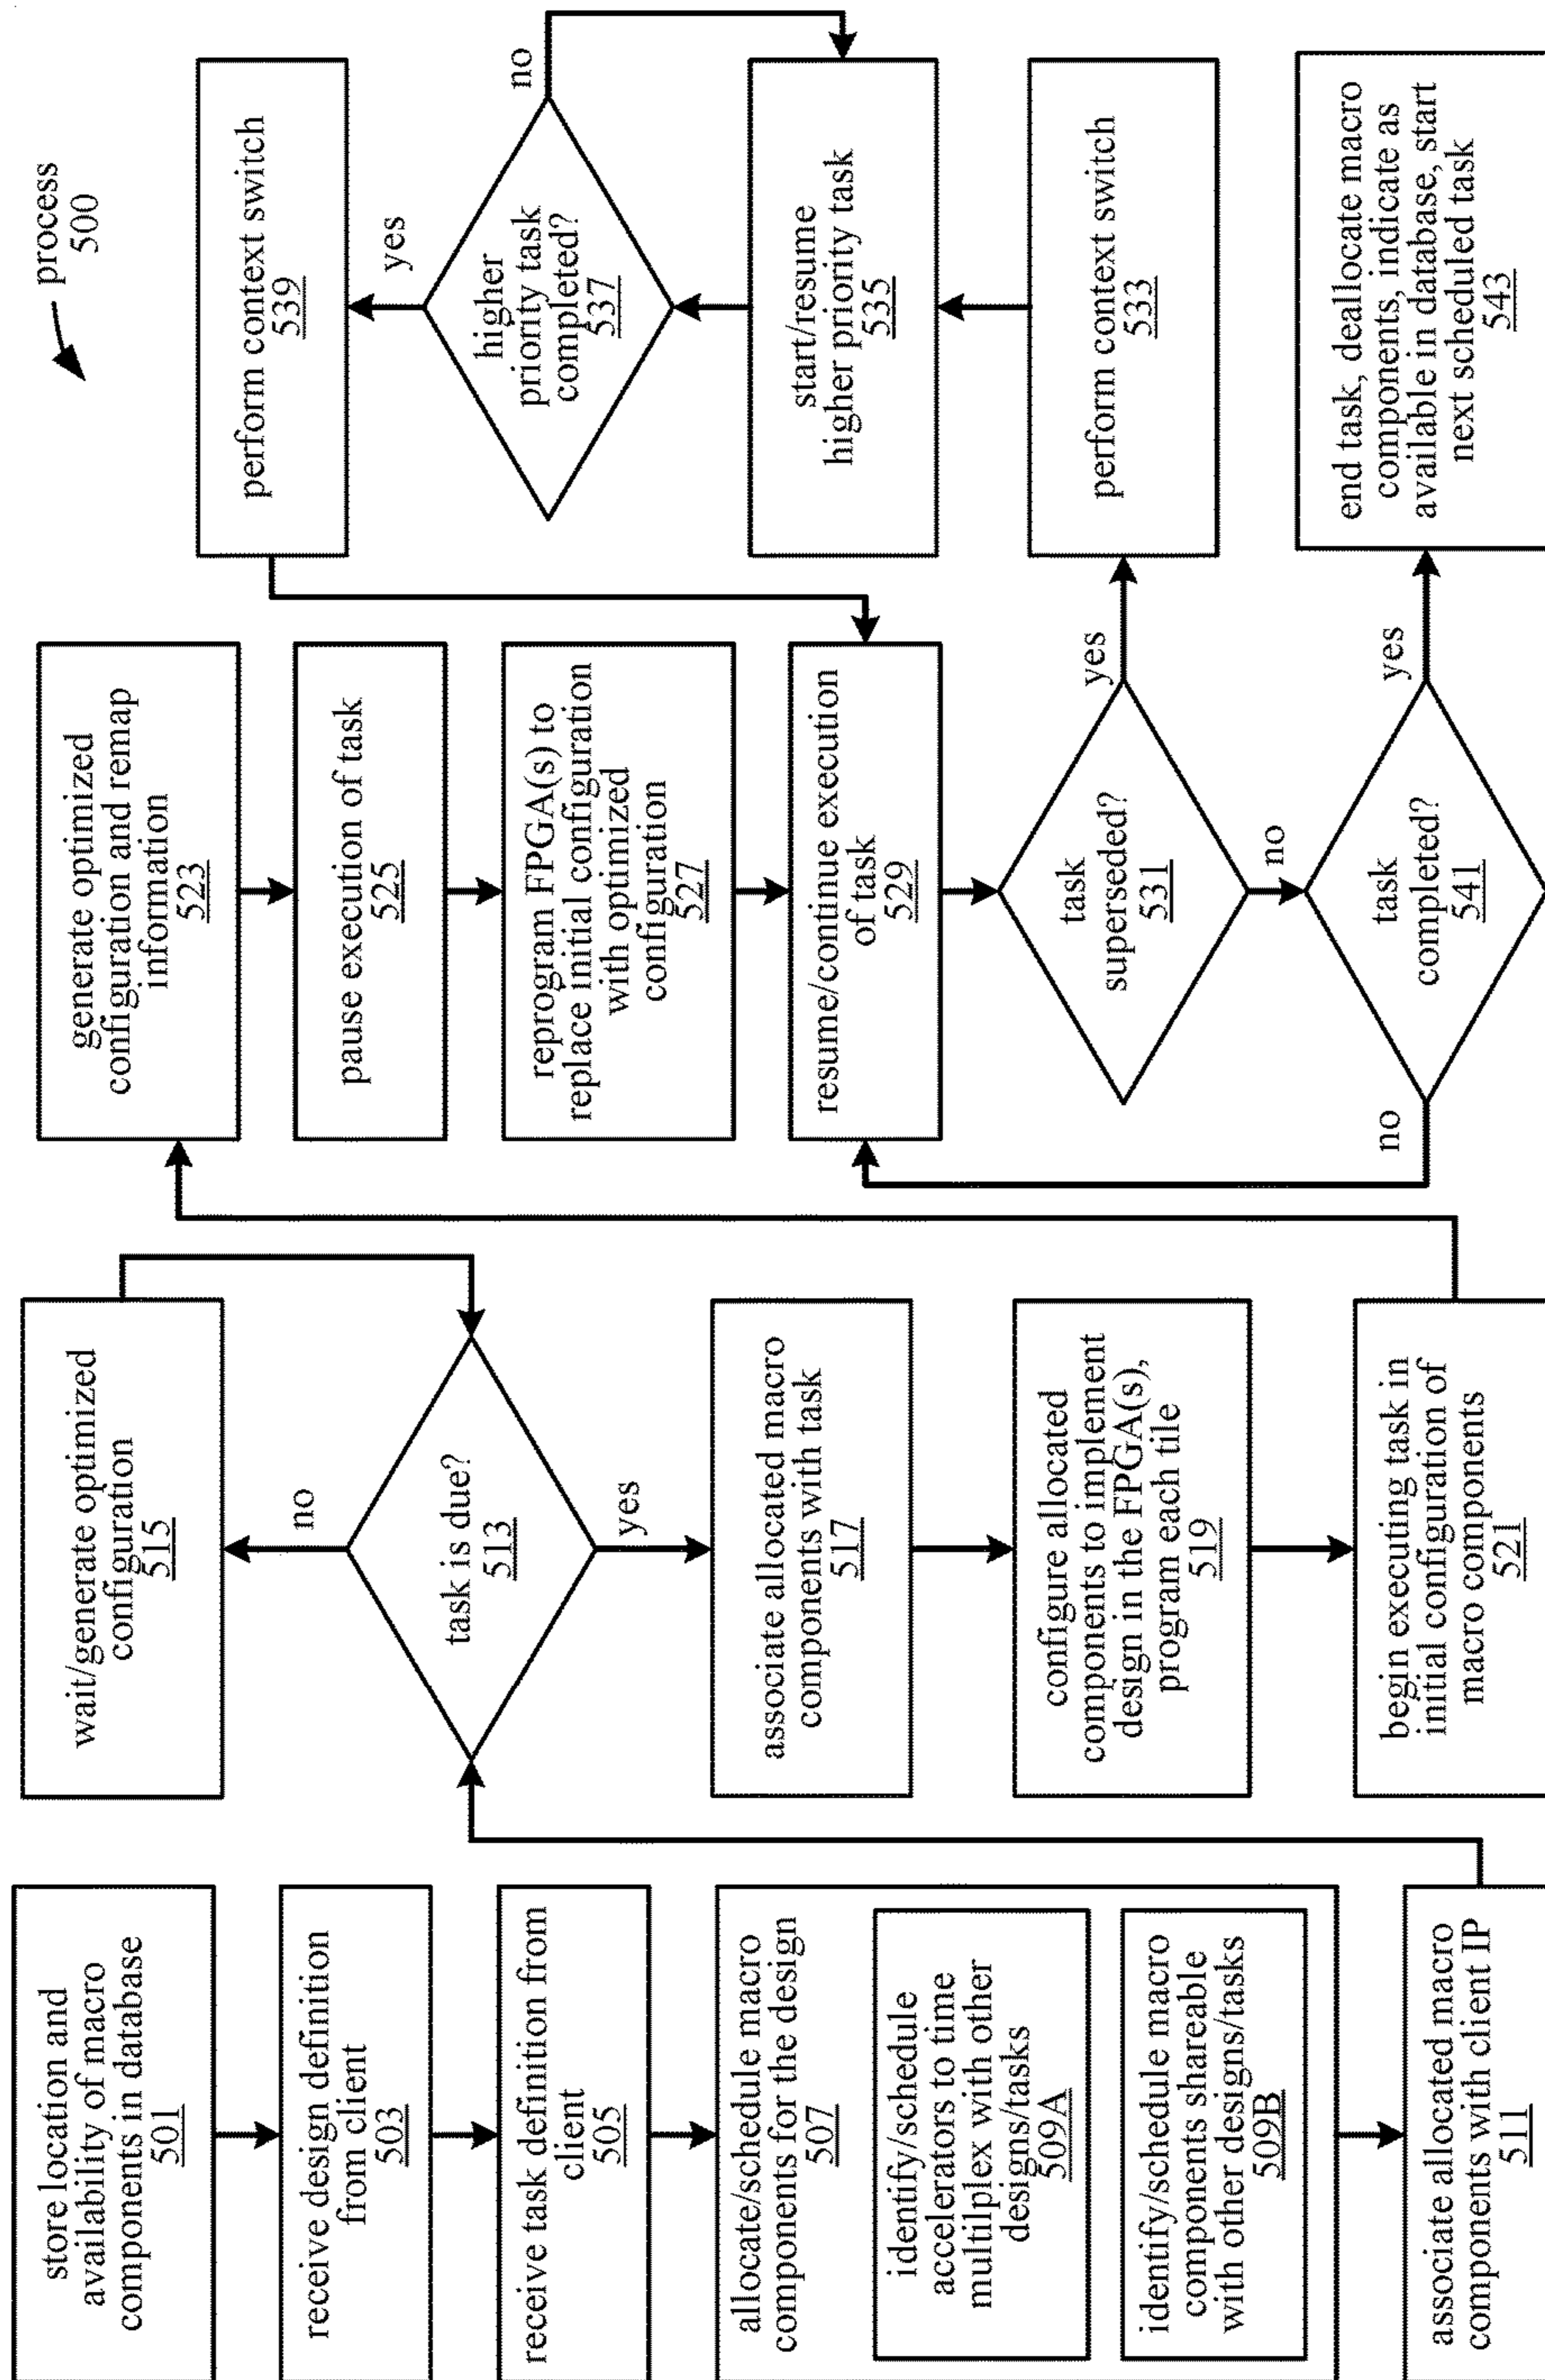 process
500
store location and
availability of macro
components in database
501
receive design definition
from client
503
receive task definition from
client
505
allocate/schedule macro
components for the design
507
identify/schedule
accelerators to time
multilplex with other
designs/tasks
509A
identify/schedule macro
components shareable
with other designs/tasks
509B
associate allocated macro
components with client IP
511
wait/generate optimized
configuration
515
no
task is due?
513
yes
associate allocated macro
components with task
517
configure allocated
components to implement
design in the FPGA(s),
program each tile
519
begin executing task in
initial configuration of
macro components
521
generate optimized
configuration and remap
information
523
pause execution of task
525
reprogram FPGA(s) to
replace initial configuration
with optimized
configuration
527
resume/continue execution
of task
529
task
superseded?
531
yes
no
task
completed?
541
no
yes
perform context switch
539
yes
higher
priority task
completed?
537
no
start/resume
higher priority task
535
perform context switch
533
end task, deallocate macro
components, indicate as
available in database, start
next scheduled task
543